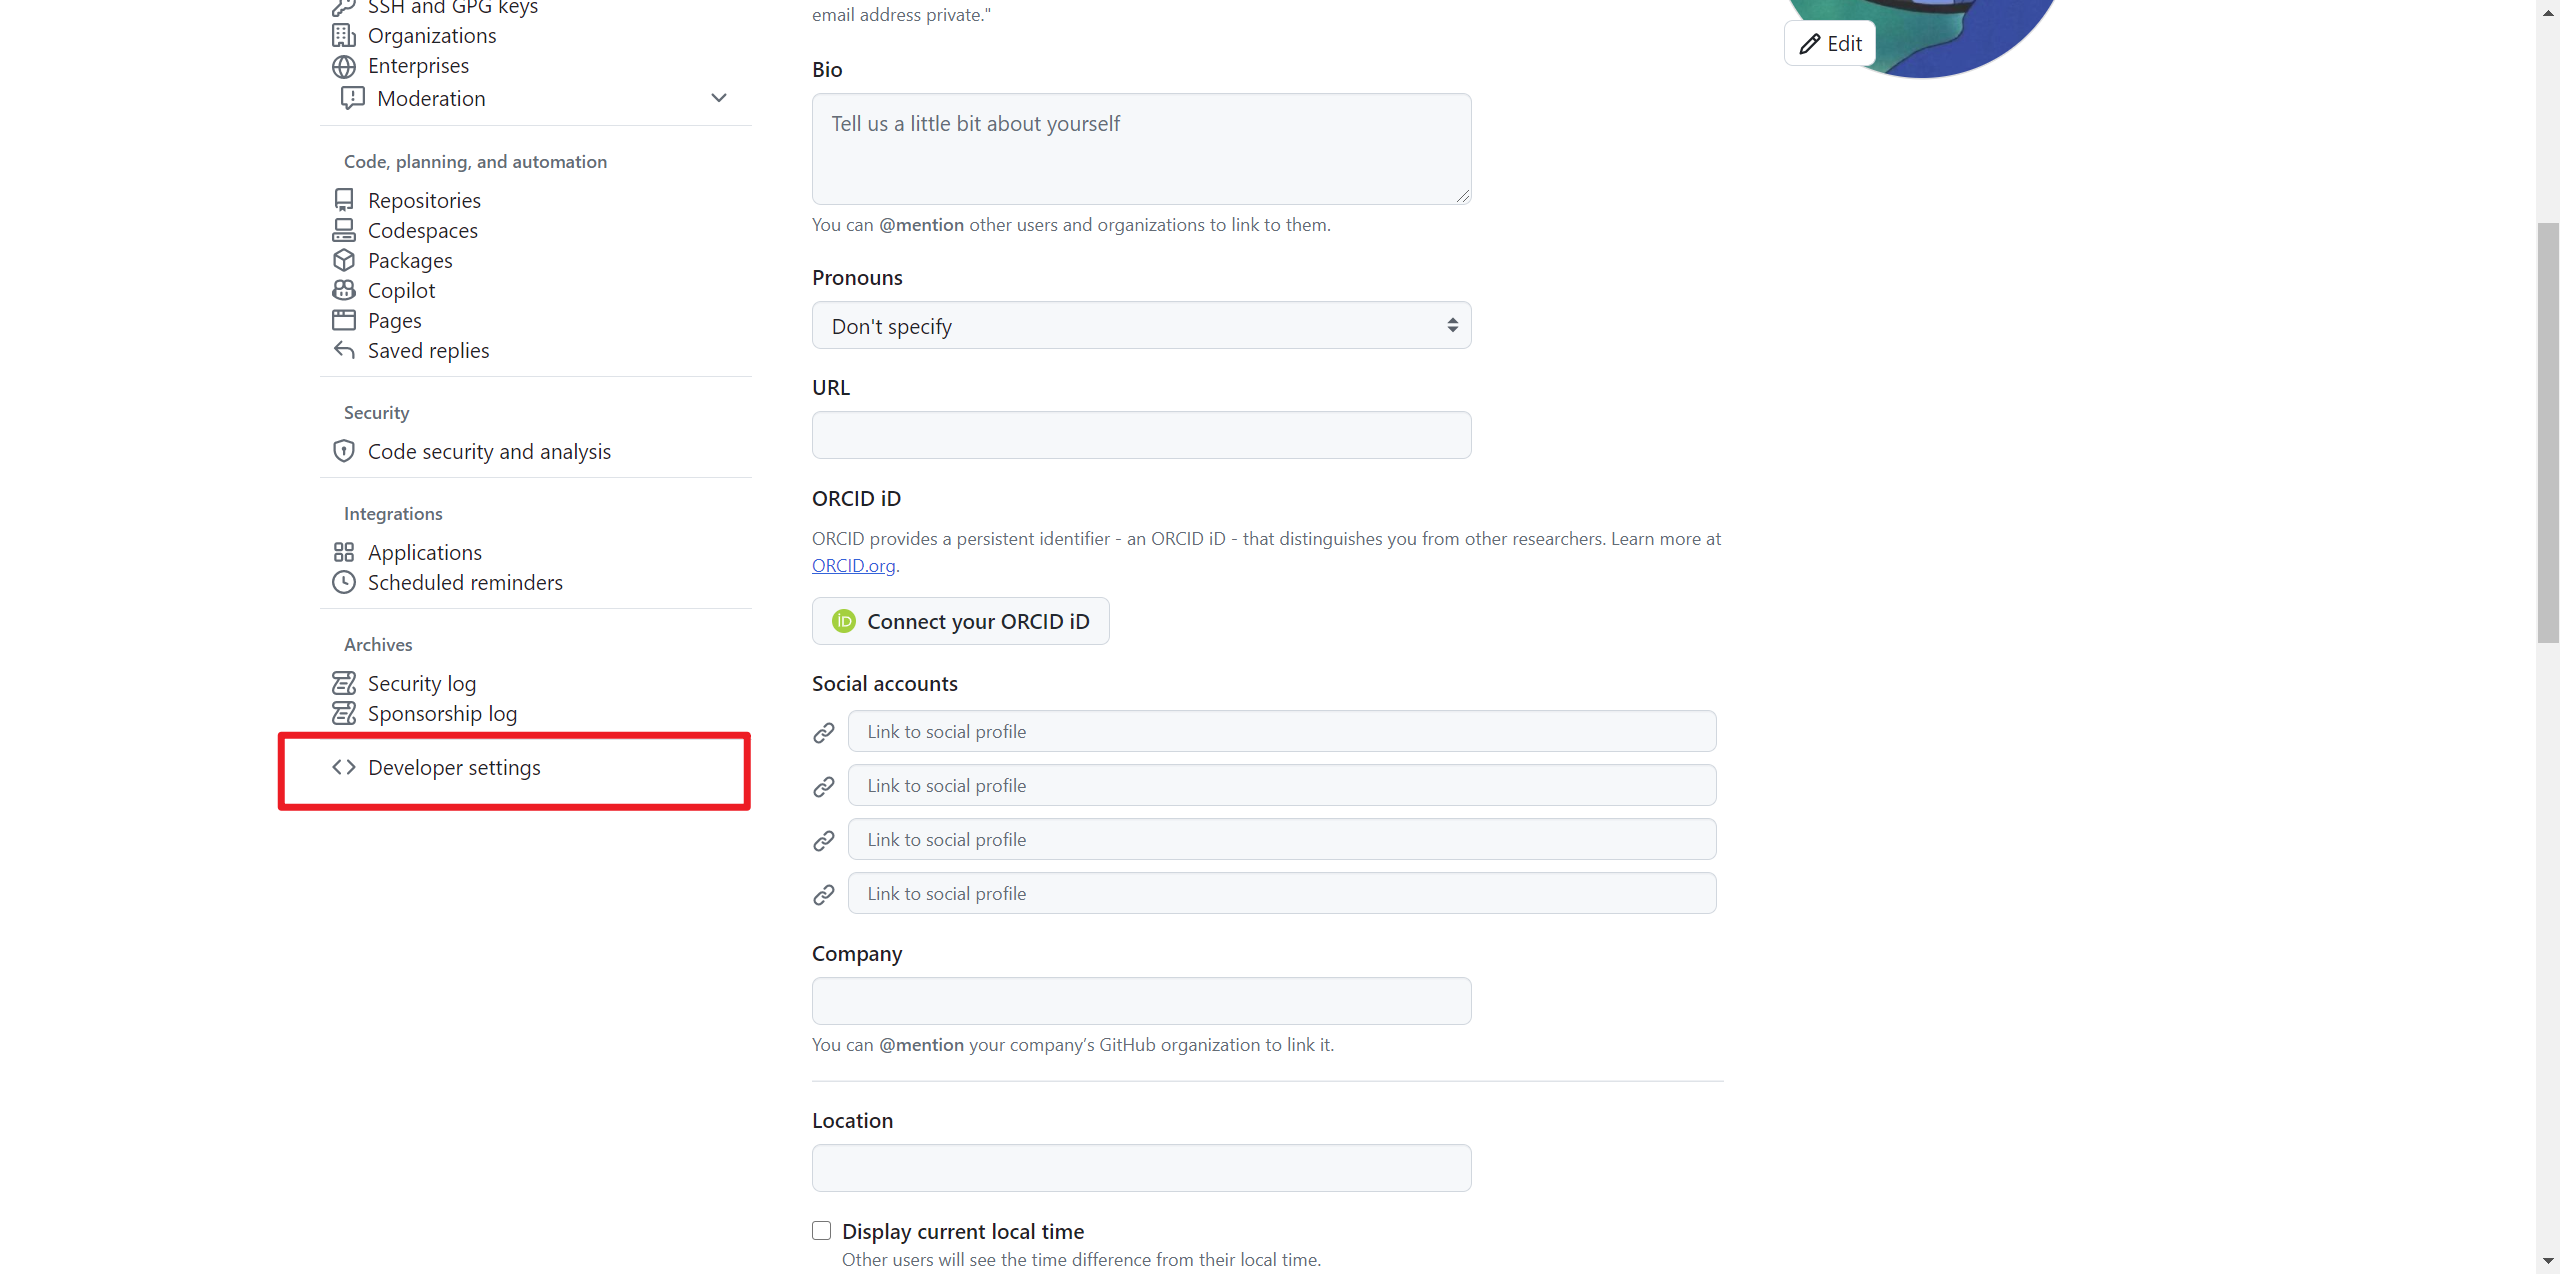 SSH and GPG keys
Organizations
Enterprises
Moderation
Code, planning, and automation
Repositories
Codespaces
Packages
Copilot
Pages
Saved replies
Security
Code security and analysis
Integrations
Applications
Scheduled reminders
Archives
Security log
Sponsorship log
Developer settings
email address private."
Bio
Tell us a little bit about yourself
You can @mention other users and organizations to link to them.
Pronouns
Don't specify
URL
ORCID iD
ORCID provides a persistent identifier - an ORCID iD - that distinguishes you from other researchers. Learn more at
ORCID.org.
iD Connect your ORCID iD
Social accounts
Link to social profile
Link to social profile
Link to social profile
Link to social profile
Company
You can @mention your company’s GitHub organization to link it.
Location
Display current local time
Other users will see the time difference from their local time.
Edit